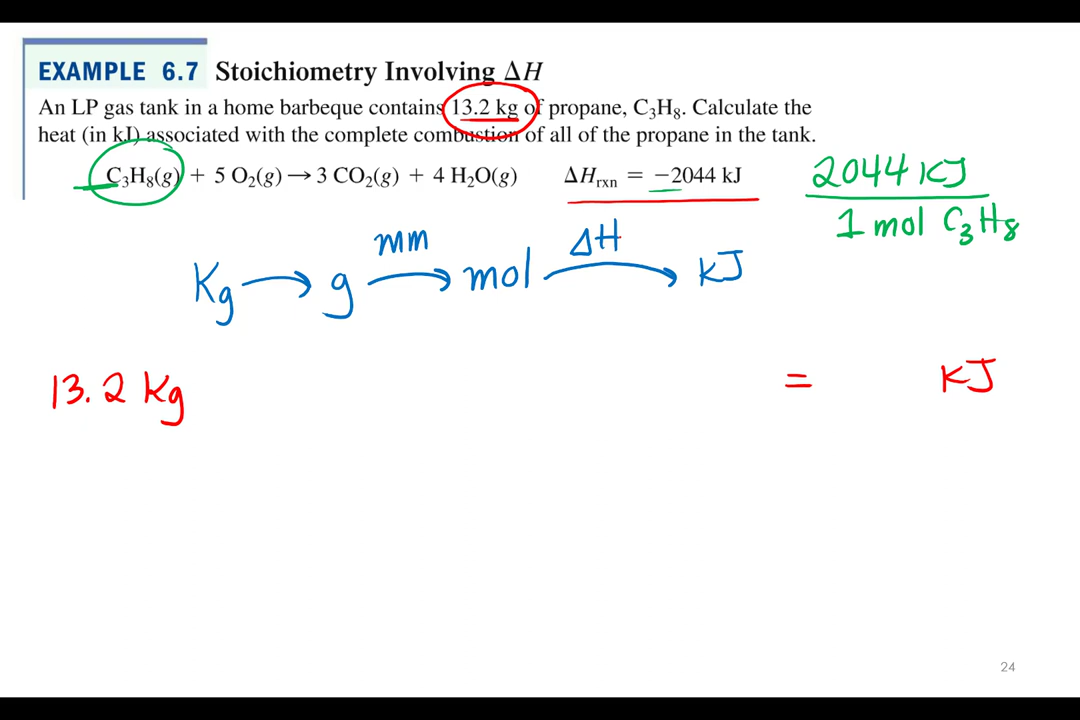 EXAMPLE 6.7 Stoichiometry Involving ΔH
An LP gas tank in a home barbeque contains 13.2 kg of propane, C₃H₈. Calculate the
heat (in kJ) associated with the complete combustion of all of the propane in the tank.
C₃H₈(g) + 5 O₂(g) → 3 CO₂(g) + 4 H₂O(g) ΔHrxn = −2044 kJ
2044 KJ
1 mol C₃H₈
Kg → g mm → mol ΔH → KJ
13.2 Kg = KJ
24